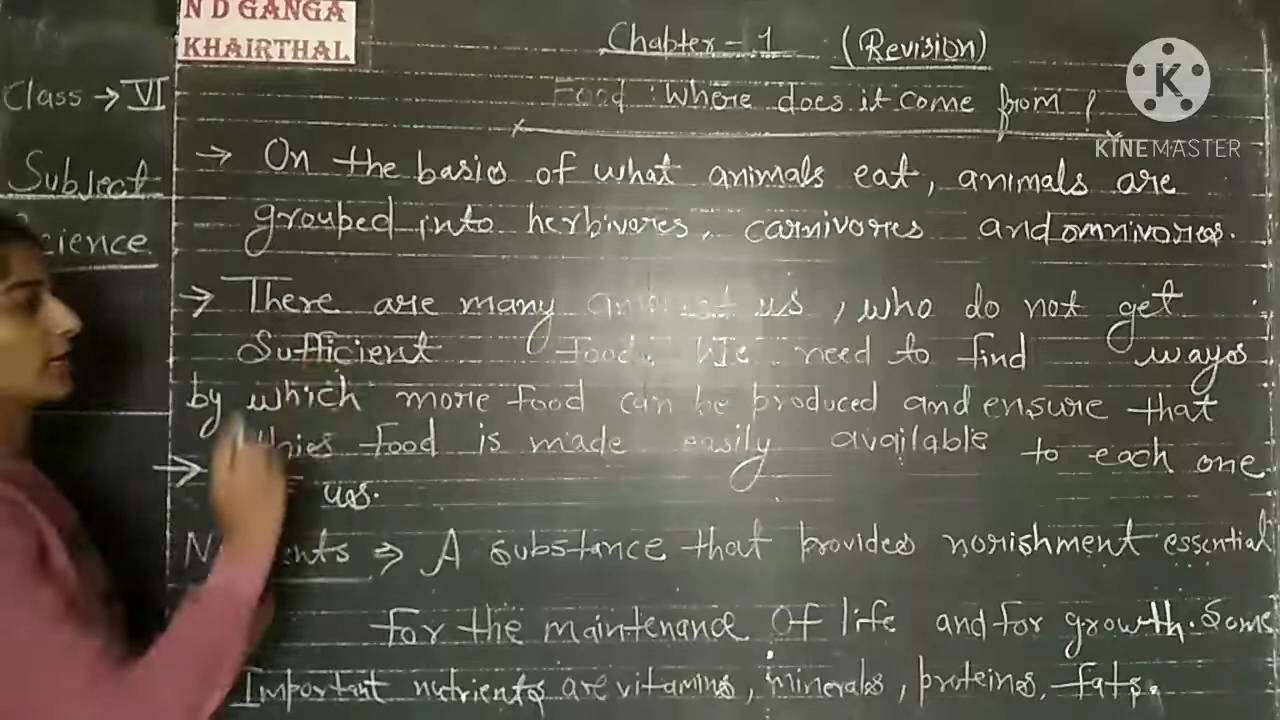 N D GANGA
KHAIRTHAL
Chapter - 1 (Revision)
Food : Where does it come from ?
Class → VI
Subject
Science
KINEMASTER
→ On the basics of what animals eat, animals are
grouped into herbivores, carnivores and omnivores.
→ There are many amongst us, who do not get
Sufficient food. We need to find ways
by which more food can be produced and ensure that
this food is made easily available to each one
→ us.
⇒ A substance that provides norishment essential
for the maintenance Of life and for growth. Some
Important nutrients are vitamins, minerals, proteins, fats.